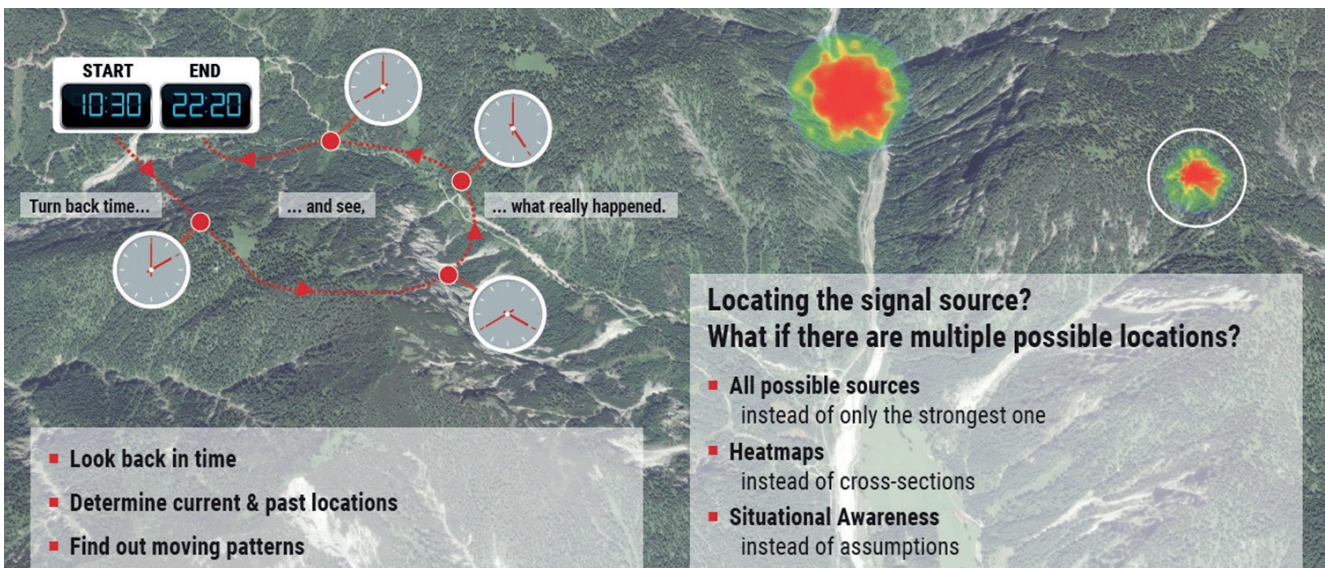 START
END
10:30
22:20
Turn back time...
... and see,
... what really happened.
Look back in time
Determine current & past locations
Find out moving patterns
Locating the signal source?
What if there are multiple possible locations?
All possible sources
instead of only the strongest one
Heatmaps
instead of cross-sections
Situational Awareness
instead of assumptions